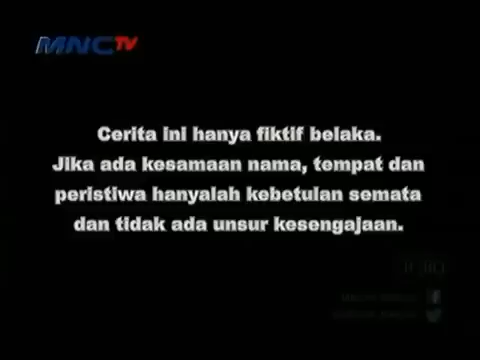 MNCTV
Cerita ini hanya fiktif belaka.
Jika ada kesamaan nama, tempat dan
peristiwa hanyalah kebetulan semata
dan tidak ada unsur kesengajaan.